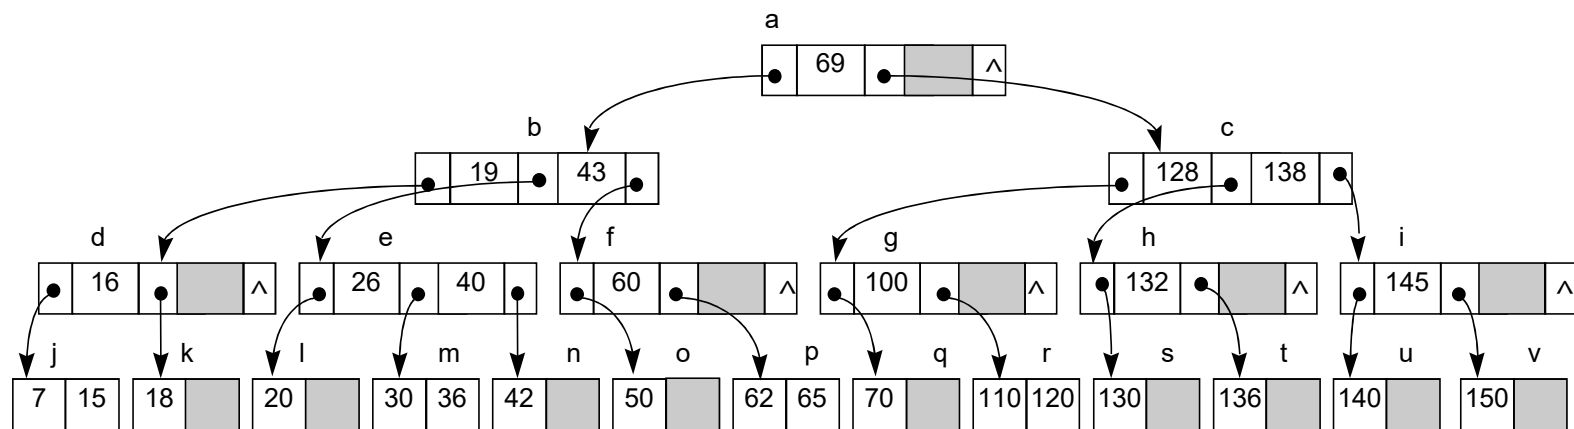 a
69 ^
b c
19 43 128 138
d e f g h i
16 ^ 26 40 60 ^ 100 ^ 132 ^ 145 ^
j k l m n o p q r s t u v
7 15 18 20 30 36 42 50 62 65 70 110 120 130 136 140 150